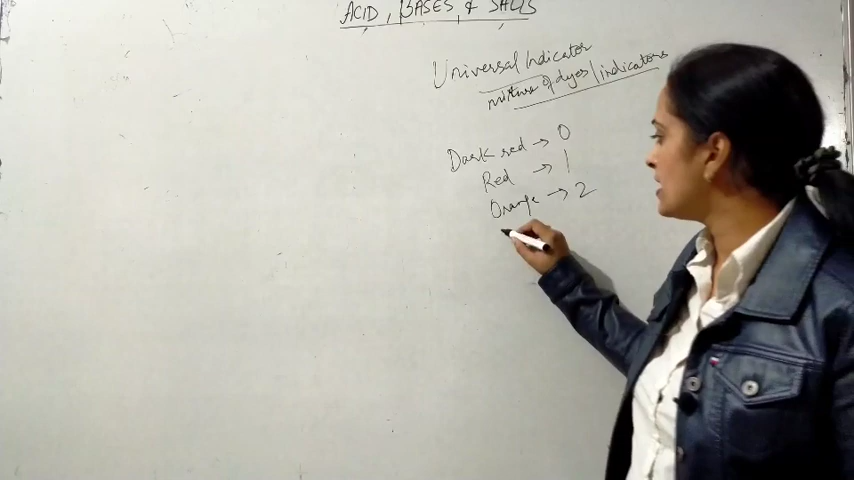 ACID, BASES & SALTS
Universal Indicator
mixture of dyes/indicators
Dark red → 0
Red → 1
Orange → 2